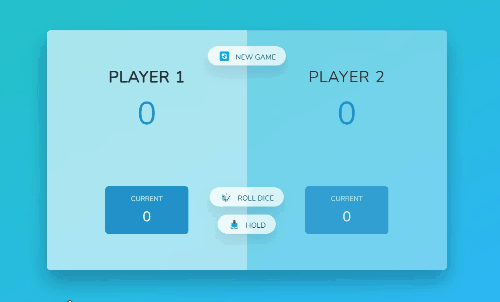 NEW GAME
PLAYER 1
PLAYER 2
0
0
CURRENT
0
ROLL DICE
HOLD
CURRENT
0